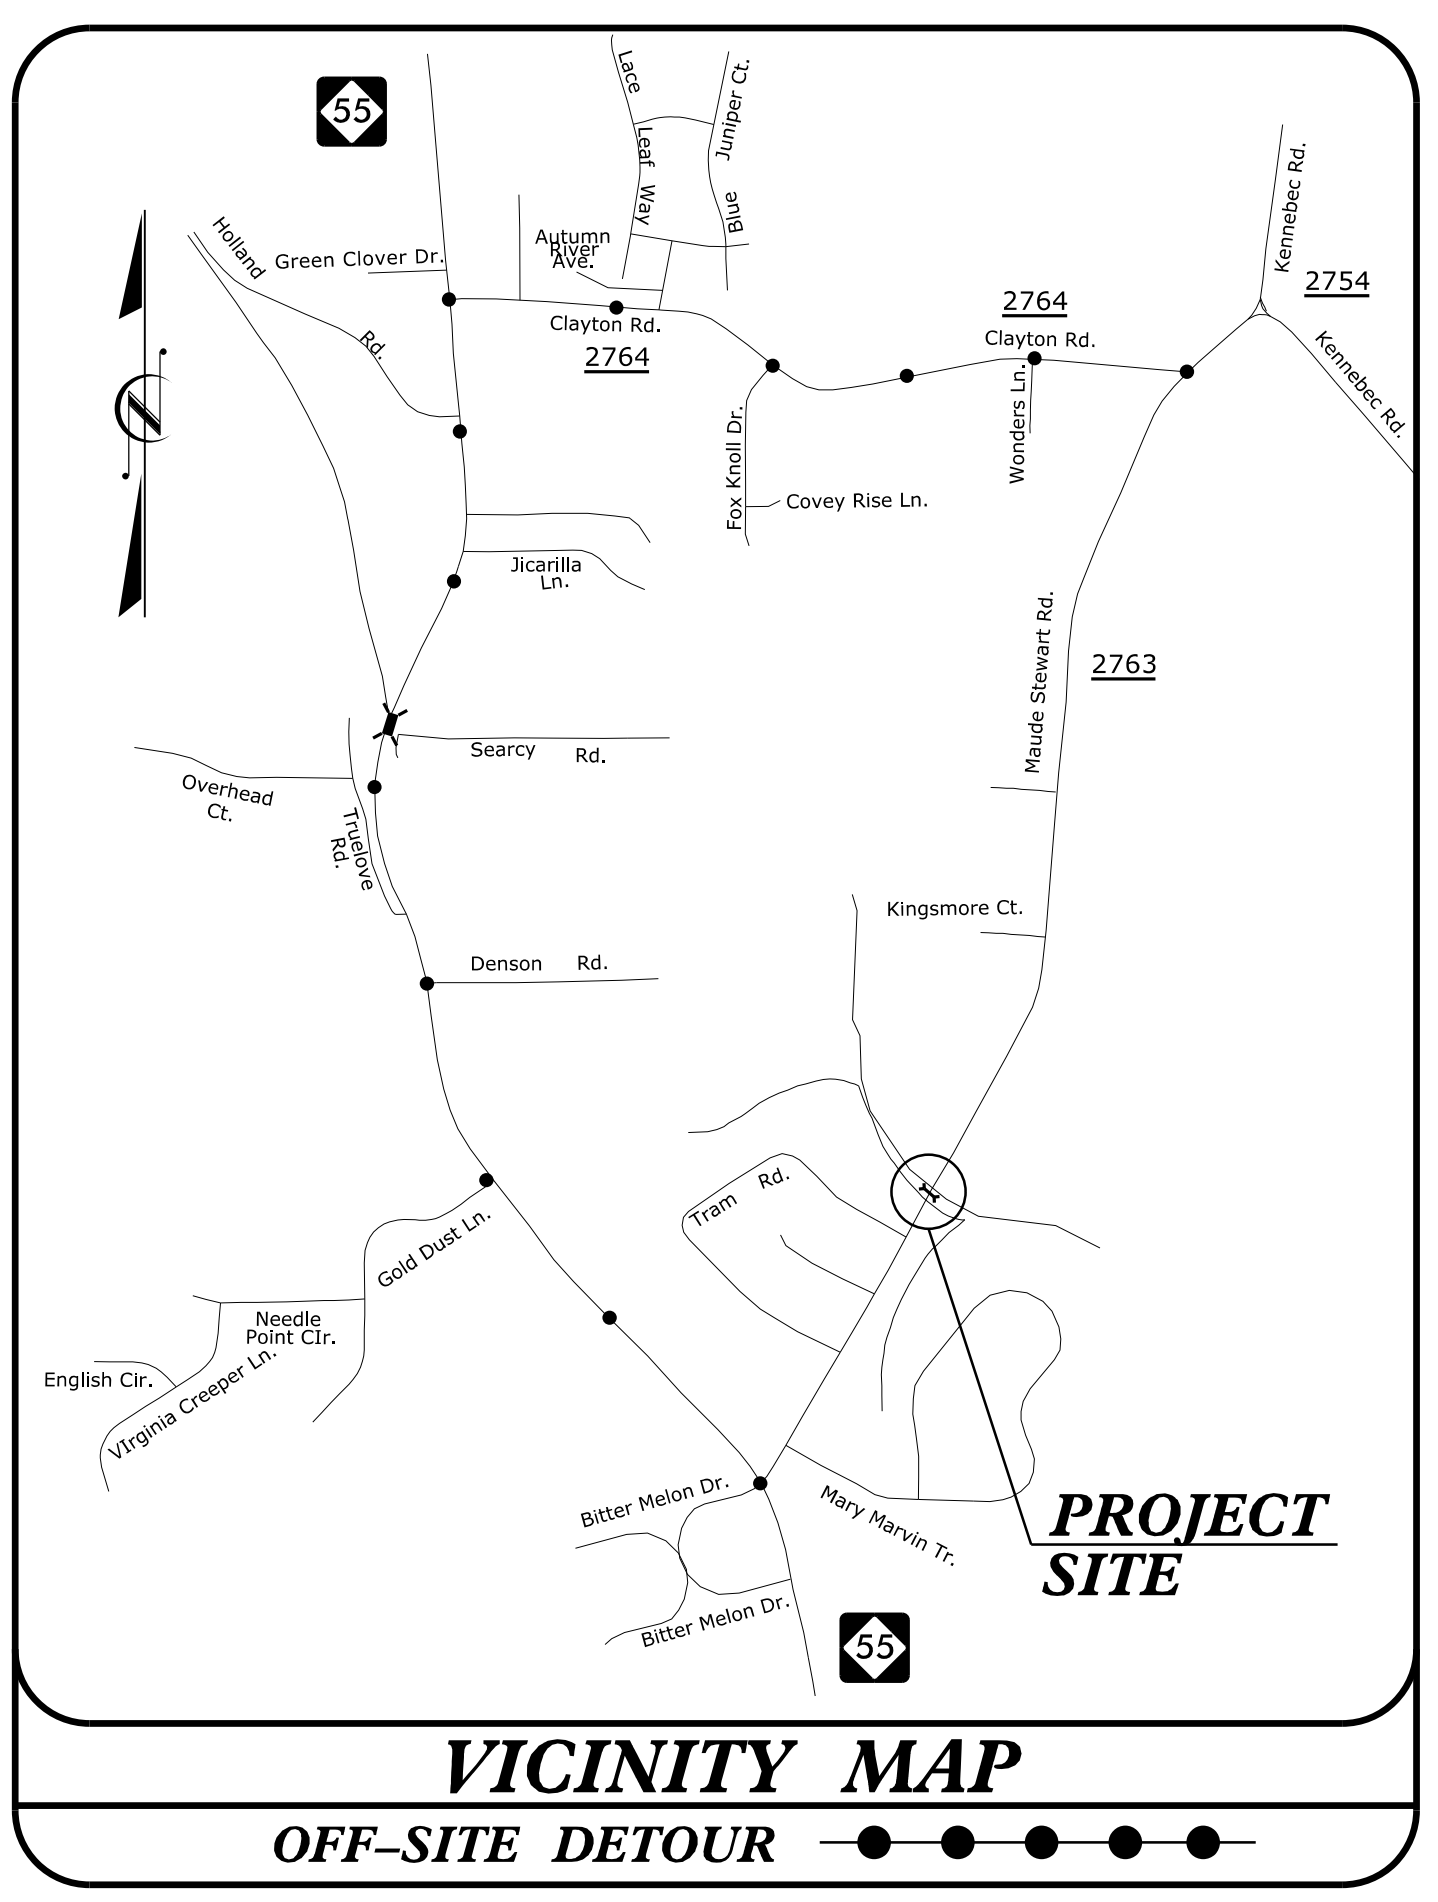 55
Lace
Leaf Way
Juniper Ct.
Blue
Kennebec Rd.
Holland
Rd.
Green Clover Dr.
Autumn
River
Ave.
2754
2764
Clayton Rd.
Clayton Rd.
2764
Kennebec Rd.
Wonders Ln.
Fox Knoll Dr.
Covey Rise Ln.
N
Jicarilla
Ln.
Maude Stewart Rd.
2763
Searcy Rd.
Overhead
Ct.
Truelove
Rd.
Kingsmore Ct.
Denson Rd.
Tram Rd.
Gold Dust Ln.
Needle
Point CIr.
English Cir.
VIrginia Creeper Ln.
Bitter Melon Dr.
Mary Marvin Tr.
PROJECT
SITE
Bitter Melon Dr.
55
VICINITY MAP
OFF–SITE DETOUR